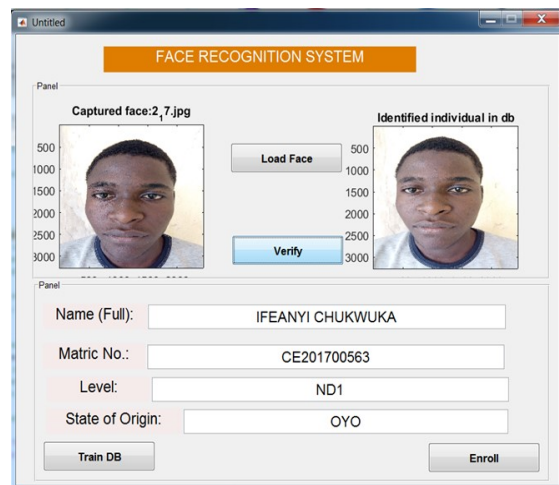 Untitled
FACE RECOGNITION SYSTEM
Panel
Captured face:2₁7.jpg
Identified individual in db
500
1000
1500
2000
2500
3000
Load Face
Verify
500
1000
1500
2000
2500
3000
Panel
Name (Full): IFEANYI CHUKWUKA
Matric No.: CE201700563
Level: ND1
State of Origin: OYO
Train DB
Enroll